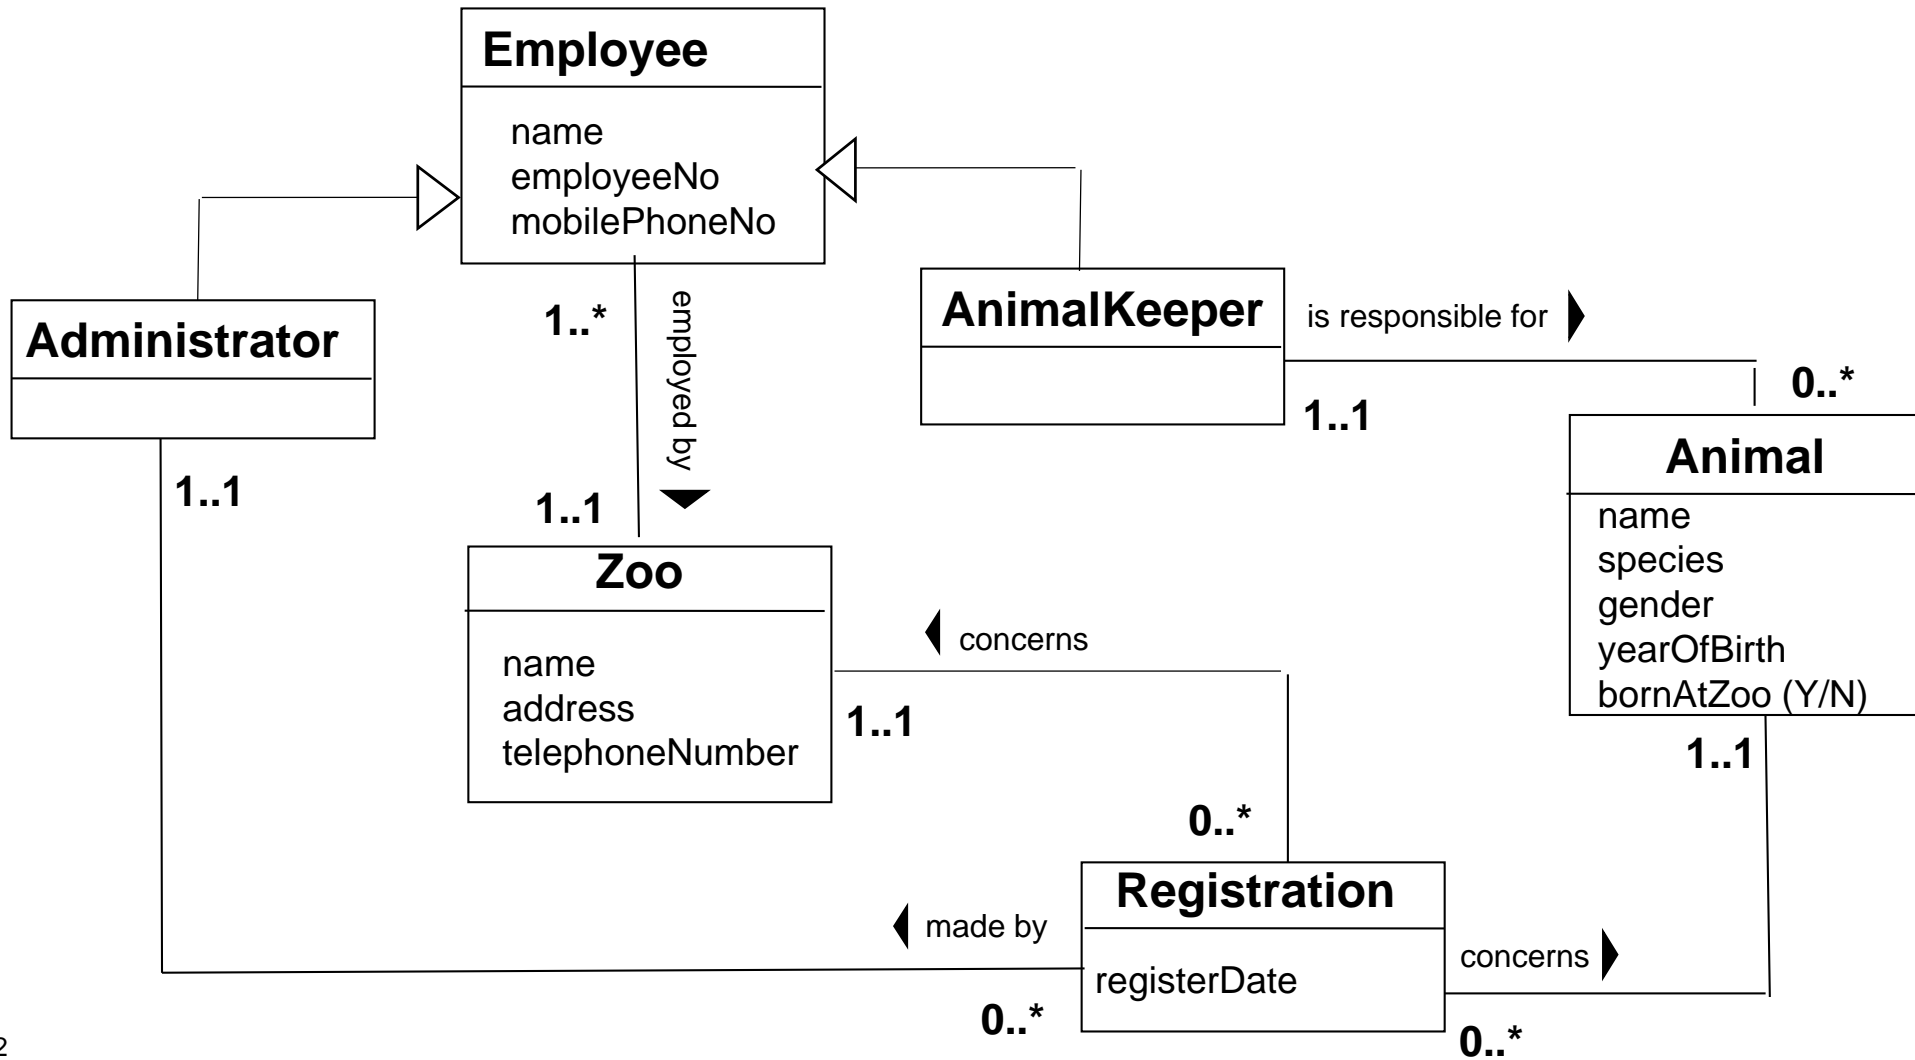 Employee
name
employeeNo
mobilePhoneNo
Administrator
1..1
1..*
employed by
1..1
AnimalKeeper
is responsible for
1..1
0..*
Animal
name
species
gender
yearOfBirth
bornAtZoo (Y/N)
1..1
Zoo
name
address
telephoneNumber
concerns
1..1
0..*
Registration
registerDate
made by
0..*
concerns
0..*
2